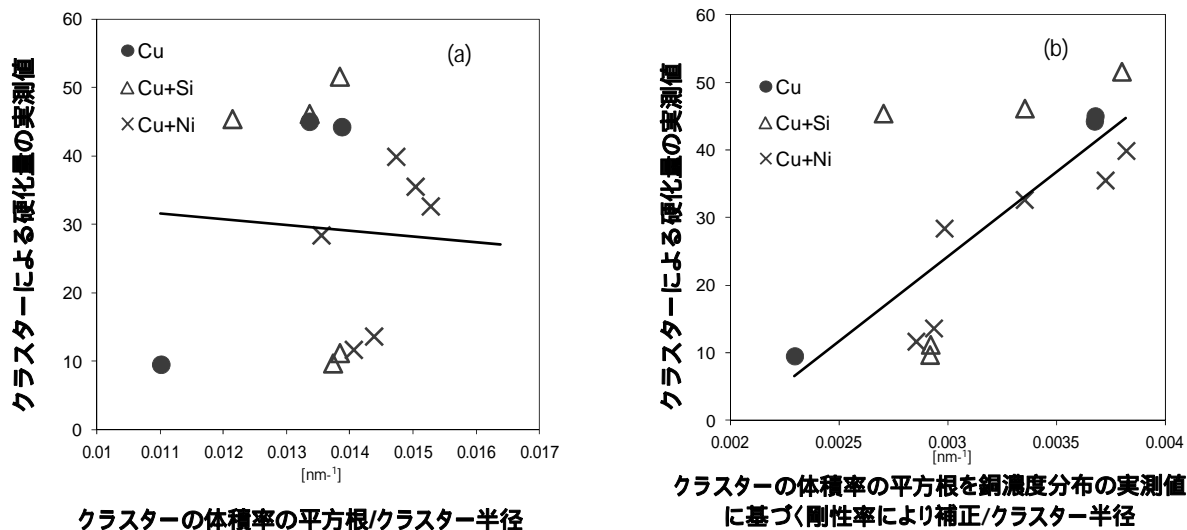 60
50
40
30
20
10
0
クラスターによる硬化量の実測値
Cu
Cu+Si
Cu+Ni
(a)
0.01 0.011 0.012 0.013 0.014 0.015 0.016 0.017
[nm-1]
クラスターの体積率の平方根/クラスター半径
60
50
40
30
20
10
0
クラスターによる硬化量の実測値
Cu
Cu+Si
Cu+Ni
(b)
0.002 0.0025 0.003 0.0035 0.004
[nm-1]
クラスターの体積率の平方根を銅濃度分布の実測値
に基づく剛性率により補正/クラスター半径